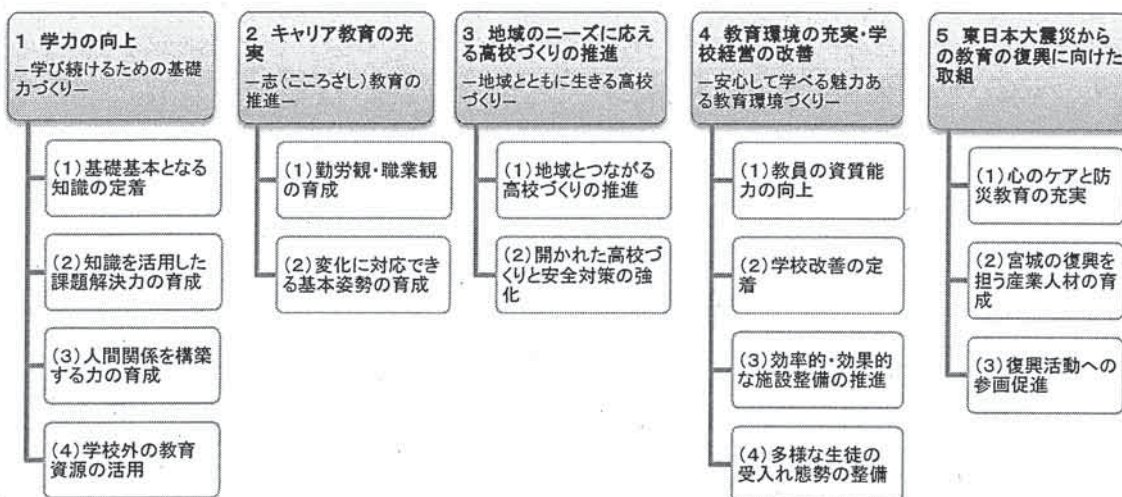 1 学力の向上
―学び続けるための基礎
力づくり―
(1)基礎基本となる
知識の定着
(2)知識を活用した
課題解決力の育成
(3)人間関係を構築
する力の育成
(4)学校外の教育
資源の活用
2 キャリア教育の充
実
―志(こころざし)教育の
推進―
(1)勤労観・職業観
の育成
(2)変化に対応でき
る基本姿勢の育成
3 地域のニーズに応え
る高校づくりの推進
―地域とともに生きる高校
づくり―
(1)地域とつながる
高校づくりの推進
(2)開かれた高校づ
くりと安全対策の強
化
4 教育環境の充実・学
校経営の改善
―安心して学べる魅力あ
る教育環境づくり―
(1)教員の資質能
力の向上
(2)学校改善の定
着
(3)効率的・効果的
な施設整備の推進
(4)多様な生徒の
受入れ態勢の整備
5 東日本大震災から
の教育の復興に向けた
取組
(1)心のケアと防
災教育の充実
(2)宮城の復興を
担う産業人材の育
成
(3)復興活動への
参画促進